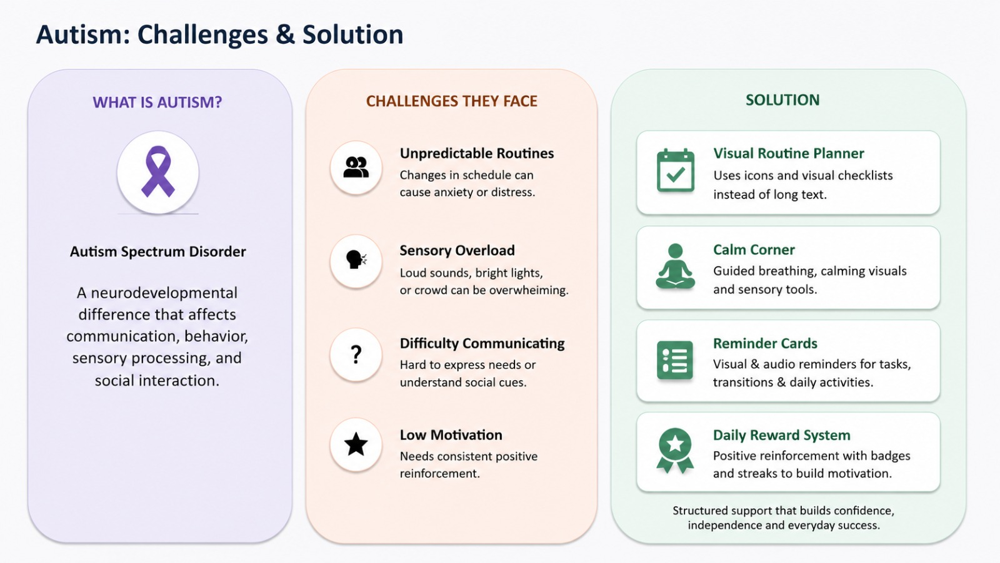 Autism: Challenges & Solution
WHAT IS AUTISM?
Autism Spectrum Disorder
A neurodevelopmental
difference that affects
communication, behavior,
sensory processing, and
social interaction.
CHALLENGES THEY FACE
Unpredictable Routines
Changes in schedule can
cause anxiety or distress.
Sensory Overload
Loud sounds, bright lights,
or crowd can be overwheiming.
?
Difficulty Communicating
Hard to express needs or
understand social cues.
Low Motivation
Needs consistent positive
reinforcement.
SOLUTION
Visual Routine Planner
Uses icons and visual checklists
instead of long text.
Calm Corner
Guided breathing, calming visuals
and sensory tools.
Reminder Cards
Visual & audio reminders for tasks,
transitions & daily activities.
Daily Reward System
Positive reinforcement with badges
and streaks to build motivation.
Structured support that builds confidence,
independence and everyday success.